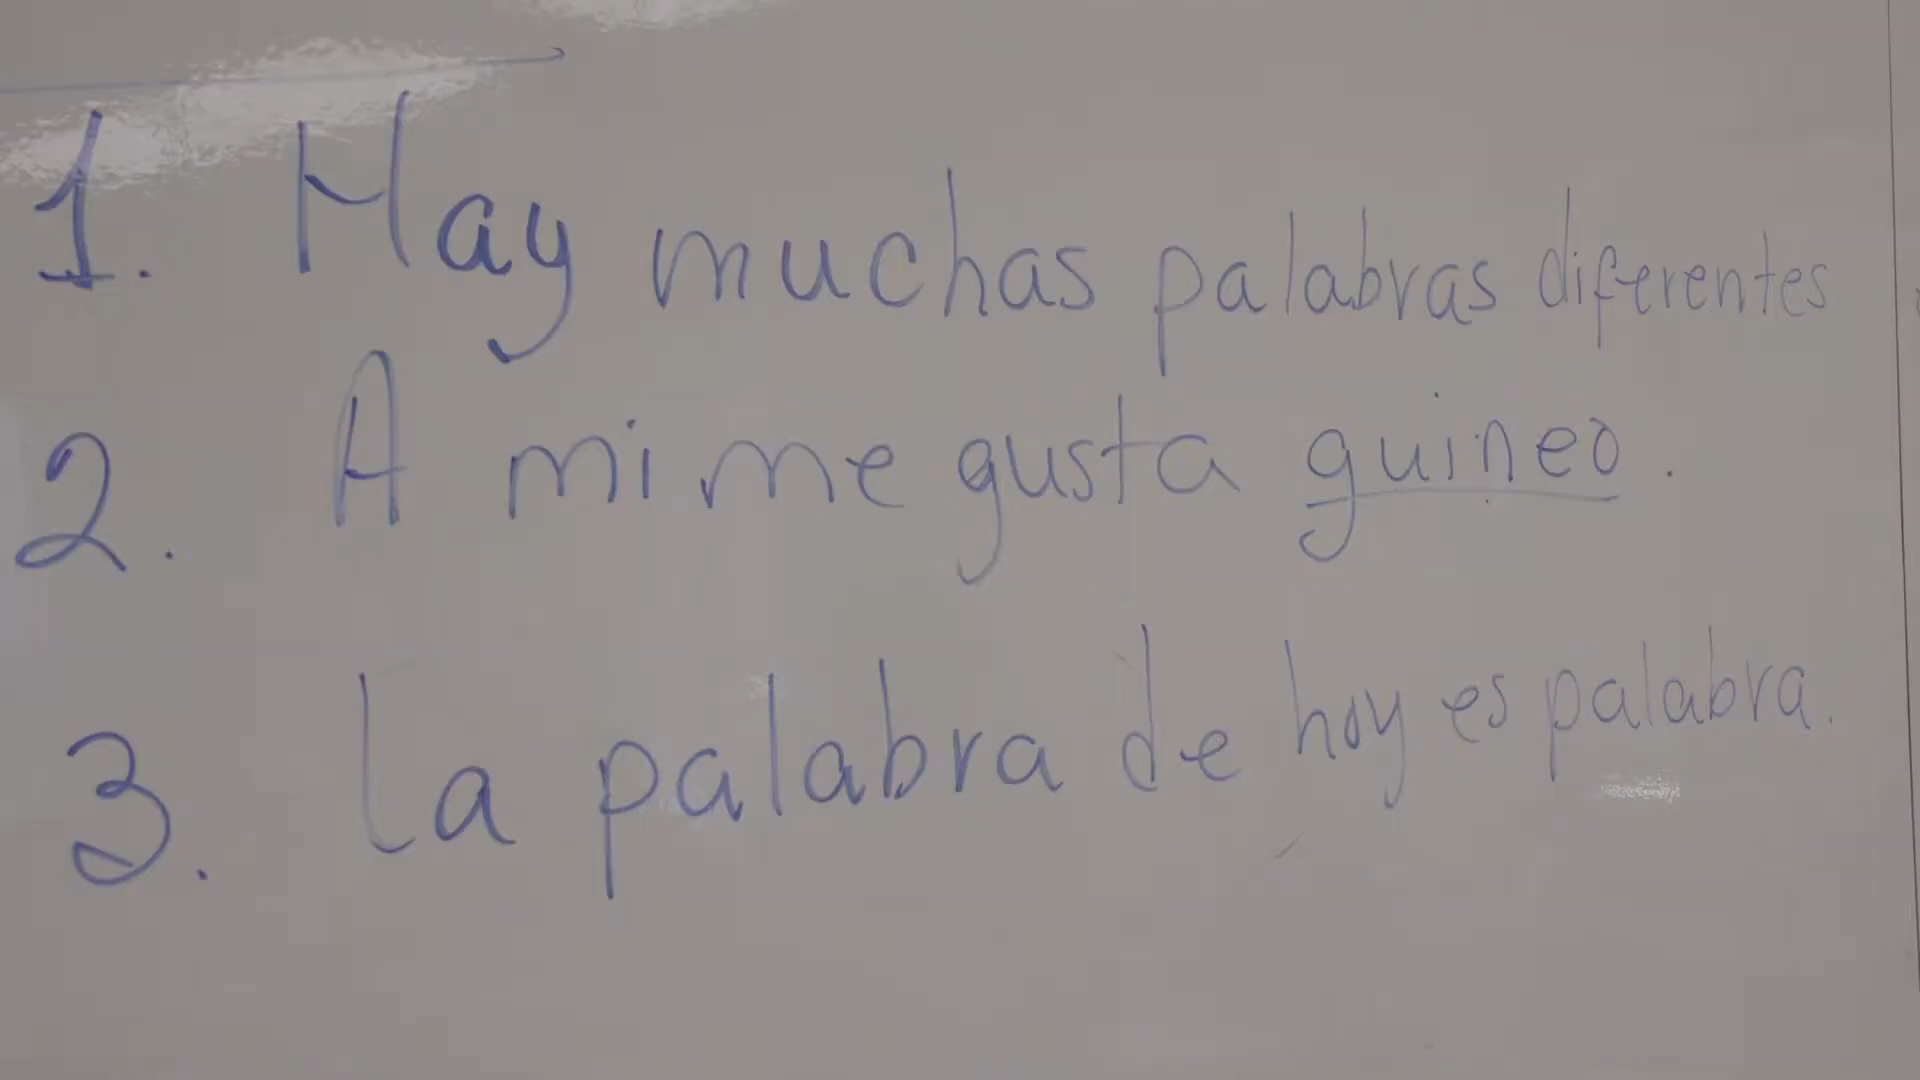 1. Hay muchas palabras diferentes
2. A mi me gusta guineo.
3. La palabra de hoy es palabra.